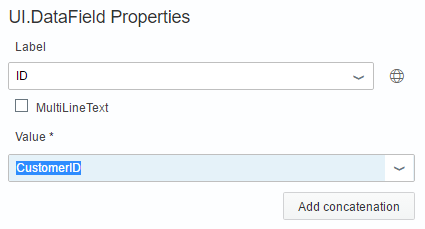 UI.DataField Properties
Label
ID
MultiLineText
Value *
CustomerID
Add concatenation